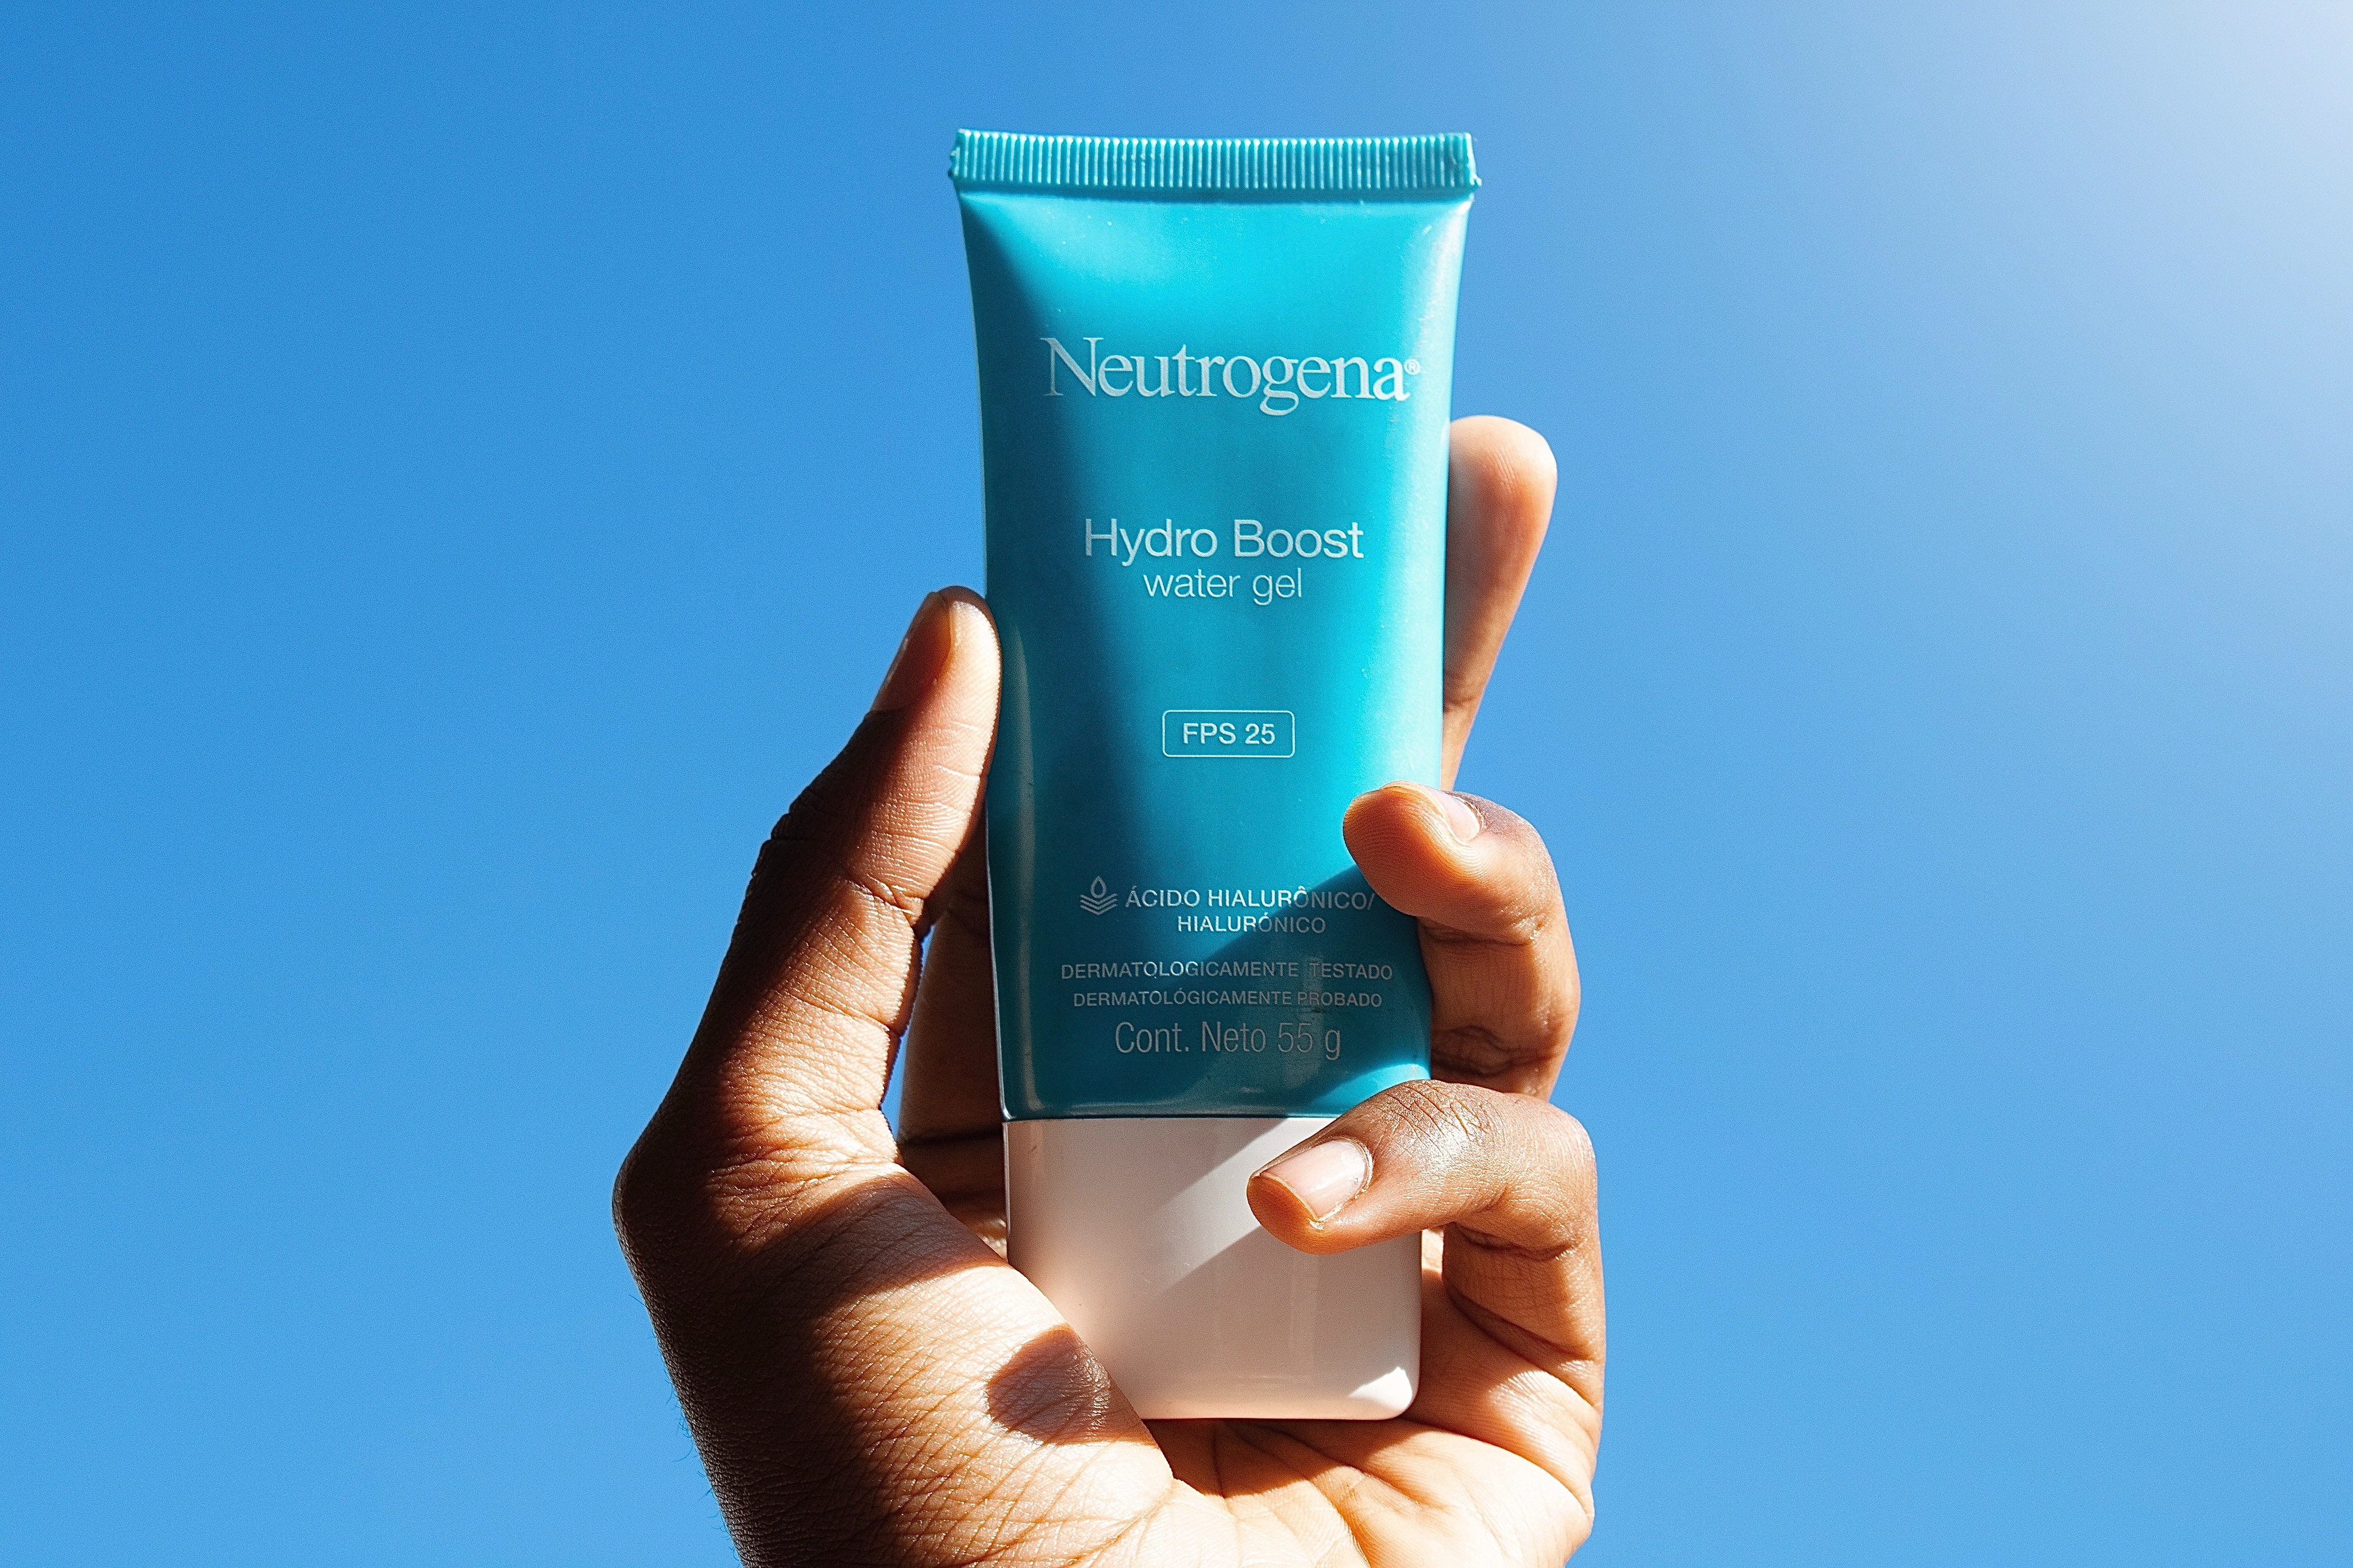 Neutrogena®
Hydro Boost
water gel
FPS 25
ÁCIDO HIALURÔNICO/
HIALURÓNICO
DERMATOLOGICAMENTE TESTADO
DERMATOLÓGICAMENTE PROBADO
Cont. Neto 55 g